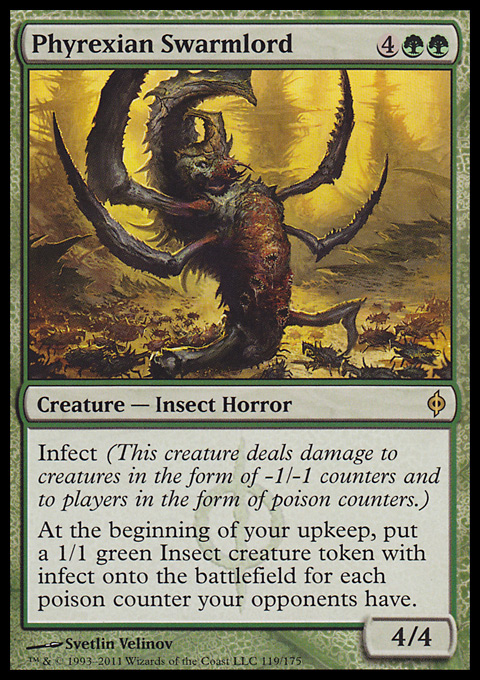 Phyrexian Swarmlord 4
Creature — Insect Horror
Infect (This creature deals damage to
creatures in the form of -1/-1 counters and
to players in the form of poison counters.)
At the beginning of your upkeep, put
a 1/1 green Insect creature token with
infect onto the battlefield for each
poison counter your opponents have.
Svetlin Velinov
™ & © 1993–2011 Wizards of the Coast LLC 119/175
4/4